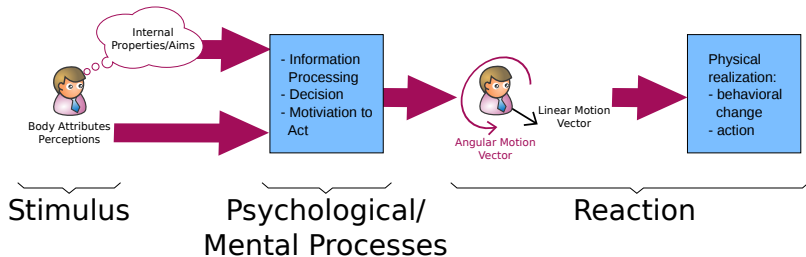 Internal
Properties/Aims
Body Attributes
Perceptions
- Information
Processing
- Decision
- Motiviation to
Act
Linear Motion
Vector
Angular Motion
Vector
Physical
realization:
- behavioral
change
- action
Stimulus
Psychological/
Mental Processes
Reaction